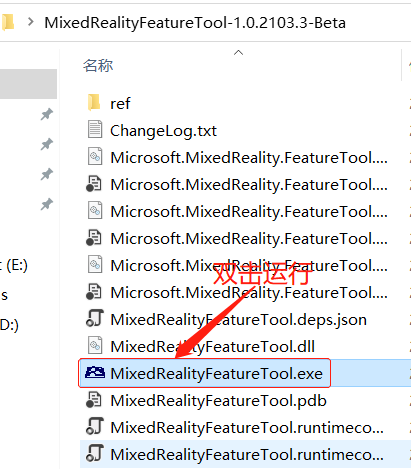 MixedRealityFeatureTool-1.0.2103.3-Beta
名称
ref
ChangeLog.txt
Microsoft.MixedReality.FeatureTool....
Microsoft.MixedReality.FeatureTool....
Microsoft.MixedReality.FeatureTool....
Microsoft.MixedReality.FeatureTool....
t (E:)
Microsoft.MixedReality.FeatureTool....
双击运行
s
Microsoft.MixedReality.FeatureTool....
D:)
MixedRealityFeatureTool.deps.json
MixedRealityFeatureTool.dll
MixedRealityFeatureTool.exe
MixedRealityFeatureTool.pdb
MixedRealityFeatureTool.runtimeco...
MixedRealityFeatureTool.runtimeco...